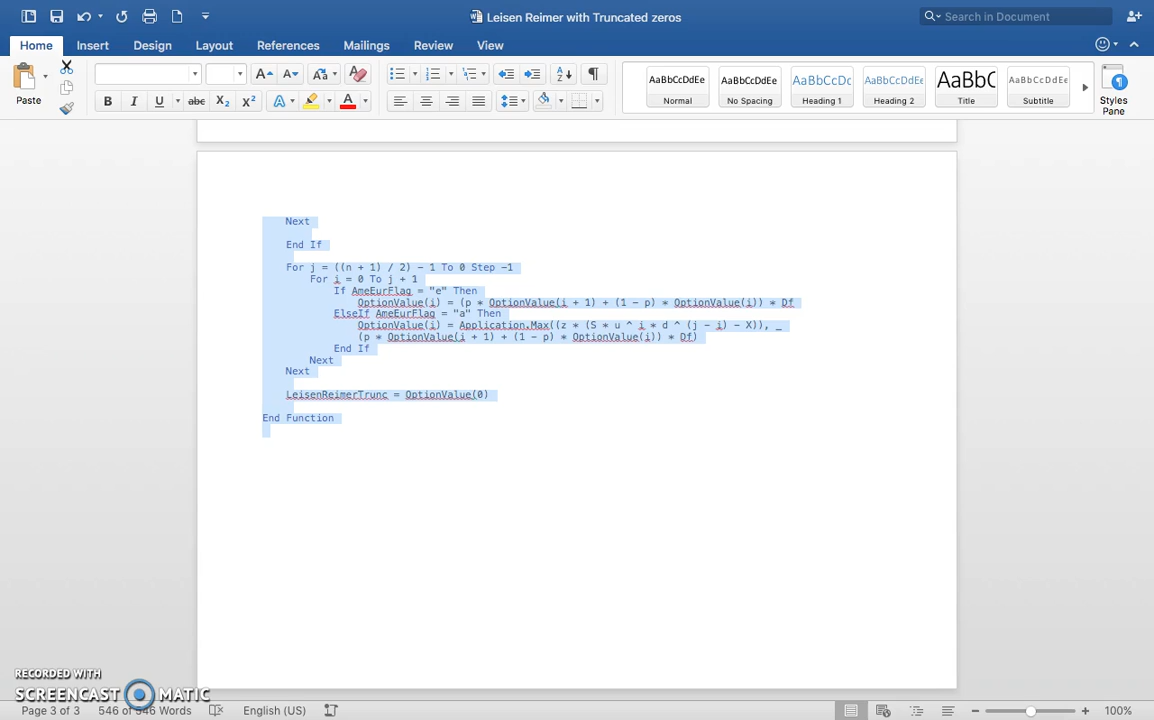 Leisen Reimer with Truncated zeros
Search in Document
Home Insert Design Layout References Mailings Review View
Paste
B I U abc X2 X2 A A
A A Aa
AaBbCcDdEe AaBbCcDdEe AaBbCcDc AaBbCcDdEe AaBbC AaBbCcDdEe
Normal No Spacing Heading 1 Heading 2 Title Subtitle
Styles
Pane
Next
End If
For j = ((n + 1) / 2) - 1 To 0 Step -1
For i = 0 To j + 1
If AmeEurFlag = "e" Then
OptionValue(i) = (p * OptionValue(i + 1) + (1 - p) * OptionValue(i)) * Df
ElseIf AmeEurFlag = "a" Then
OptionValue(i) = Application.Max((z * (S * u ^ i * d ^ (j - i) - X)), _
(p * OptionValue(i + 1) + (1 - p) * OptionValue(i)) * Df)
End If
Next
Next
LeisenReimerTrunc = OptionValue(0)
End Function
RECORDED WITH
SCREENCAST MATIC
Page 3 of 3 546 of 546 Words English (US) 100%